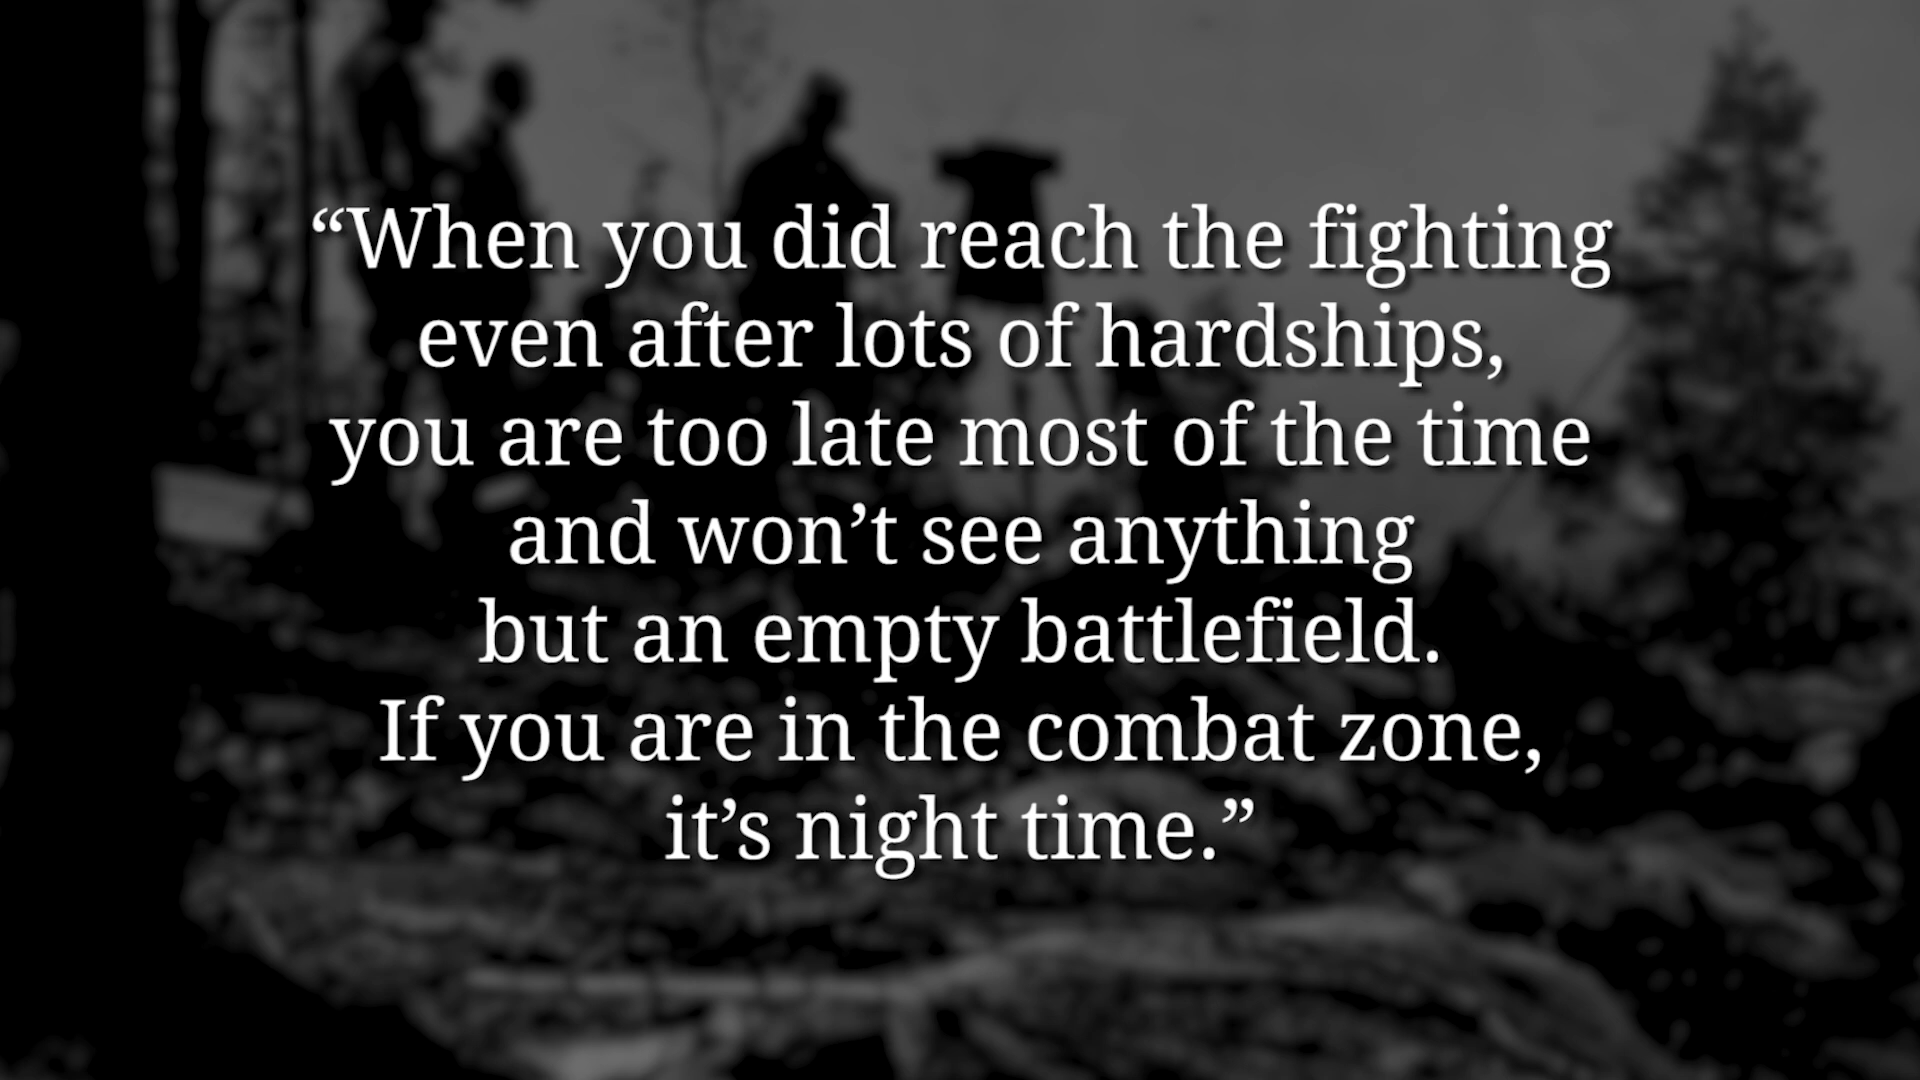 “When you did reach the fighting
even after lots of hardships,
you are too late most of the time
and won’t see anything
but an empty battlefield.
If you are in the combat zone,
it’s night time.”